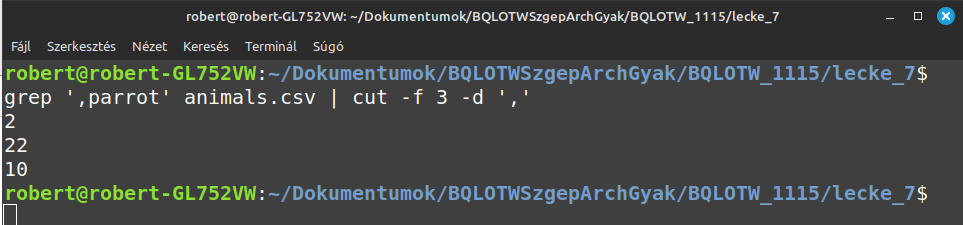 robert@robert-GL752VW: ~/Dokumentumok/BQLOTWSzgepArchGyak/BQLOTW_1115/lecke_7
Fájl Szerkesztés Nézet Keresés Terminál Súgó
robert@robert-GL752VW:~/Dokumentumok/BQLOTWSzgepArchGyak/BQLOTW_1115/lecke_7$
grep ',parrot' animals.csv | cut -f 3 -d ','
2
22
10
robert@robert-GL752VW:~/Dokumentumok/BQLOTWSzgepArchGyak/BQLOTW_1115/lecke_7$